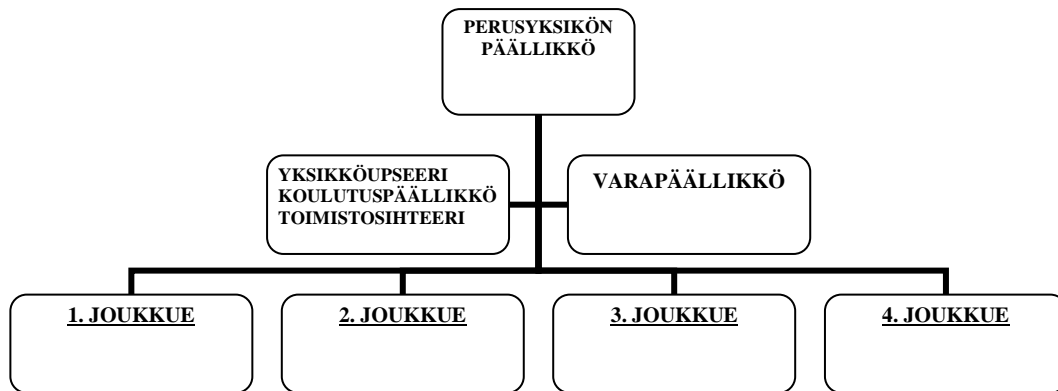 PERUSYKSIKÖN
PÄÄLLIKKÖ
YKSIKKÖUPSEERI
KOULUTUSPÄÄLLIKKÖ
TOIMISTOSIHTEERI
VARAPÄÄLLIKKÖ
1. JOUKKUE
2. JOUKKUE
3. JOUKKUE
4. JOUKKUE